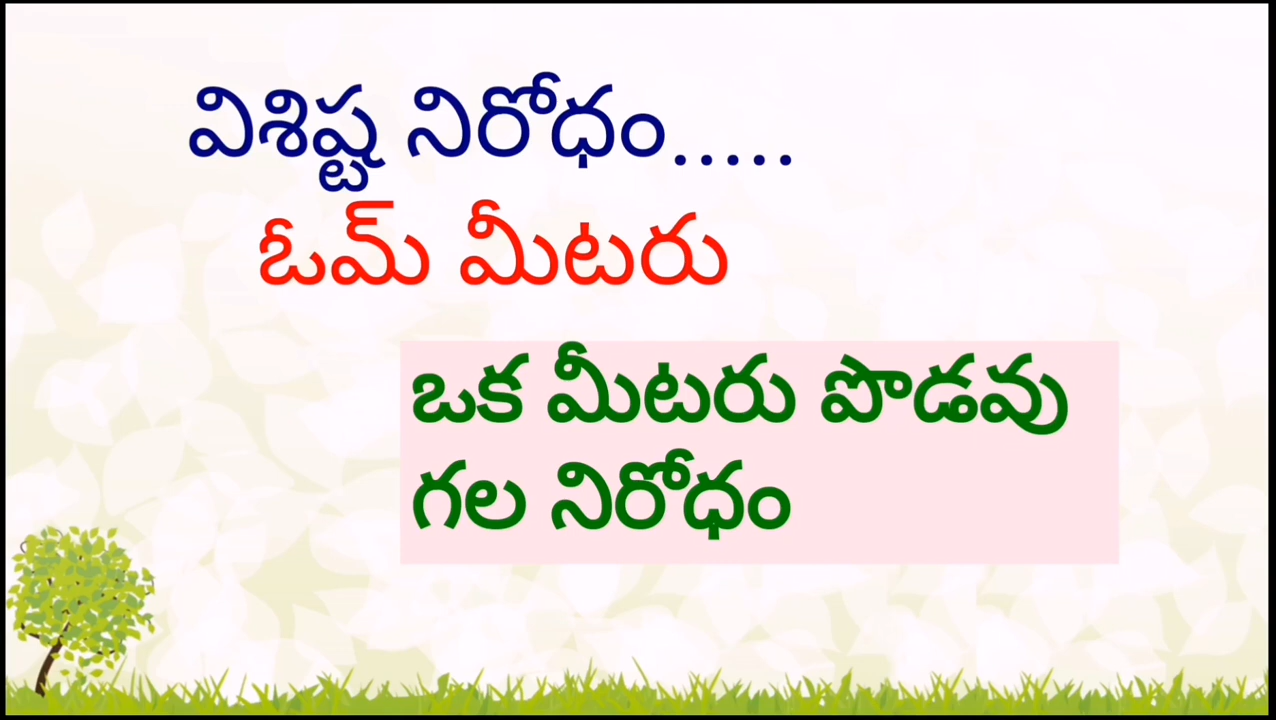 విశిష్ట నిరోధం.....
ఓమ్ మీటరు
ఒక మీటరు పొడవు
గల నిరోధం